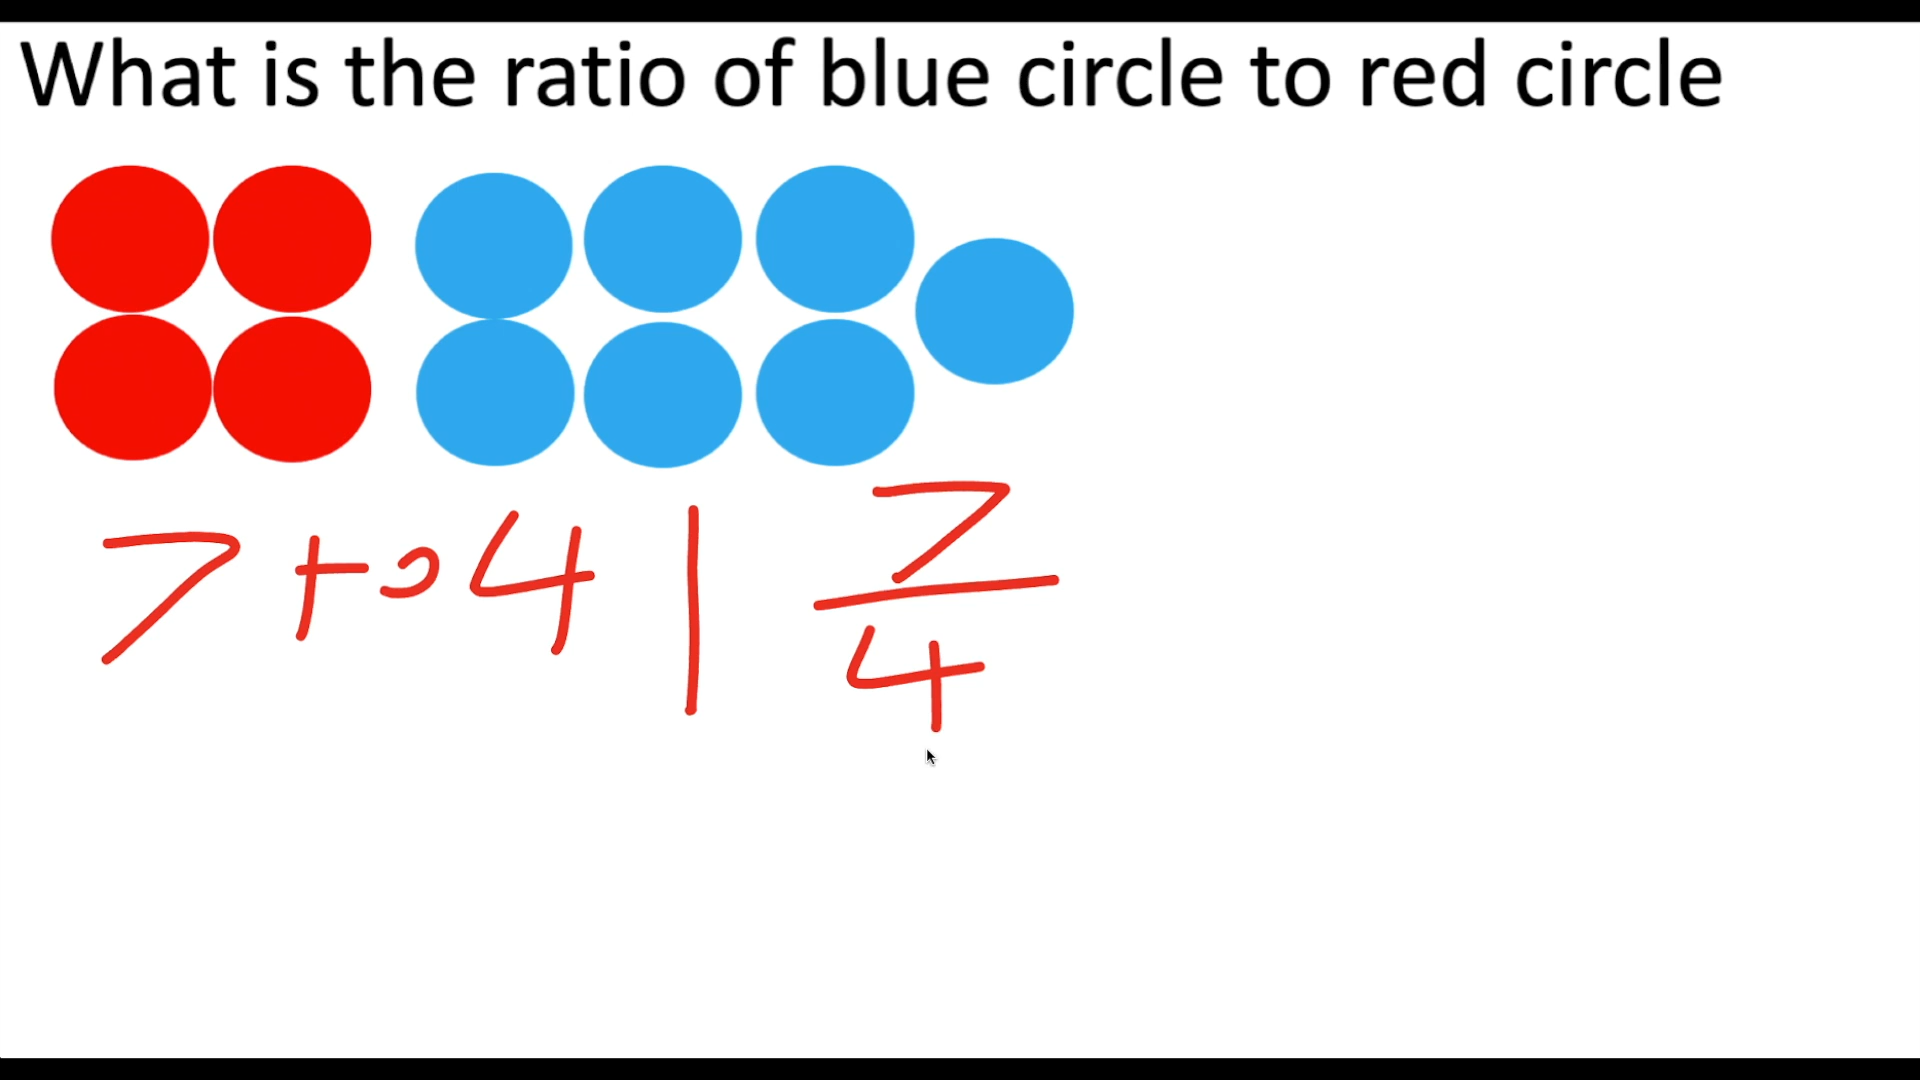 What is the ratio of blue circle to red circle
7 to 4 | 7/4